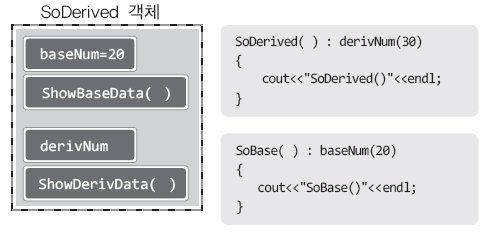 SoDerived 객체
baseNum=20
ShowBaseData( )
derivNum
ShowDerivData( )
SoDerived( ) : derivNum(30)
{
cout<<"SoDerived()"<<endl;
}
SoBase( ) : baseNum(20)
{
cout<<"SoBase()"<<endl;
}